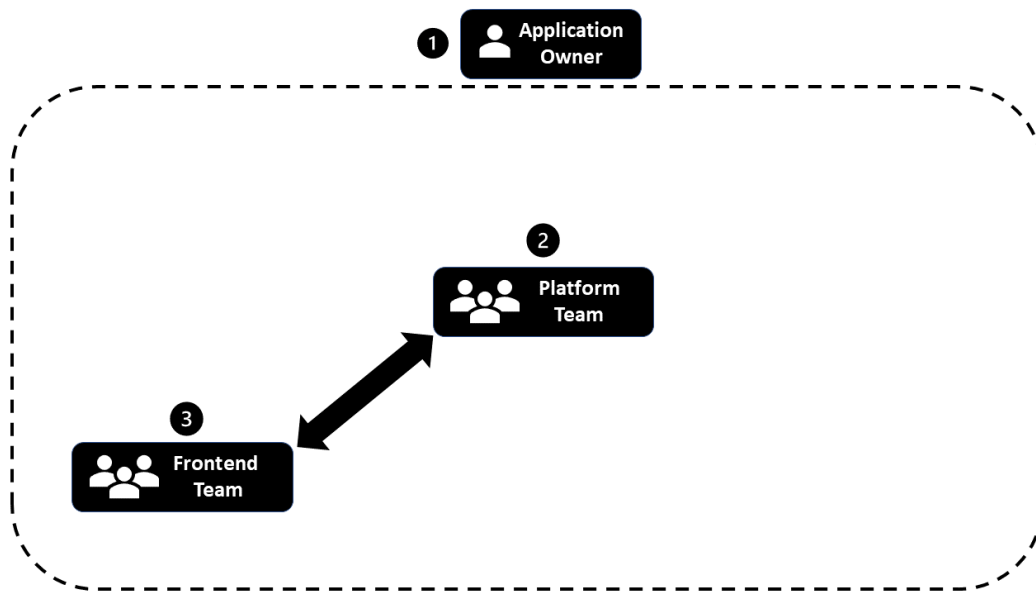 1
Application
Owner
2
Platform
Team
3
Frontend
Team